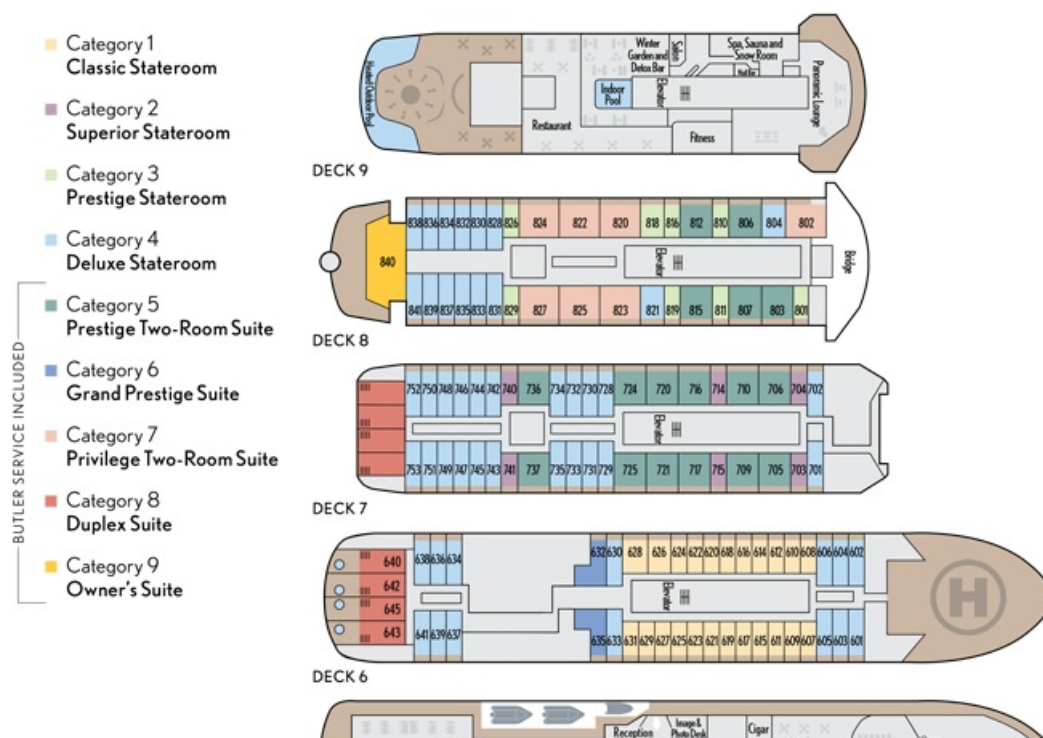 Category 1
Classic Stateroom
Category 2
Superior Stateroom
Category 3
Prestige Stateroom
Category 4
Deluxe Stateroom
BUTLER SERVICE INCLUDED
Category 5
Prestige Two-Room Suite
Category 6
Grand Prestige Suite
Category 7
Privilege Two-Room Suite
Category 8
Duplex Suite
Category 9
Owner's Suite
Heated Outdoor Pool
Restaurant
Winter
Garden and
Detox Bar
Indoor
Pool
Elevator
Salon
Spa, Sauna and
Snow Room
Nail Bar
Fitness
Panoramic Lounge
DECK 9
838 836 834 832 830 828 826 824 822 820 818 816 812 810 806 804 802
840
Elevator
Bridge
841 839 837 835 833 831 829 827 825 823 821 819 815 811 807 803 801
DECK 8
752 750 748 746 744 742 740 736 734 732 730 728 724 720 716 714 710 706 704 702
Elevator
753 751 749 747 745 743 741 737 735 733 731 729 725 721 717 715 709 705 703 701
DECK 7
638 636 634 632 630 628 626 624 622 620 618 616 614 612 610 608 606 604 602
640
642
645
643
Elevator
H
641 639 637 635 633 631 629 627 625 623 621 619 617 615 611 609 607 605 603 601
DECK 6
Reception
Image &
Photo Desk
Cigar